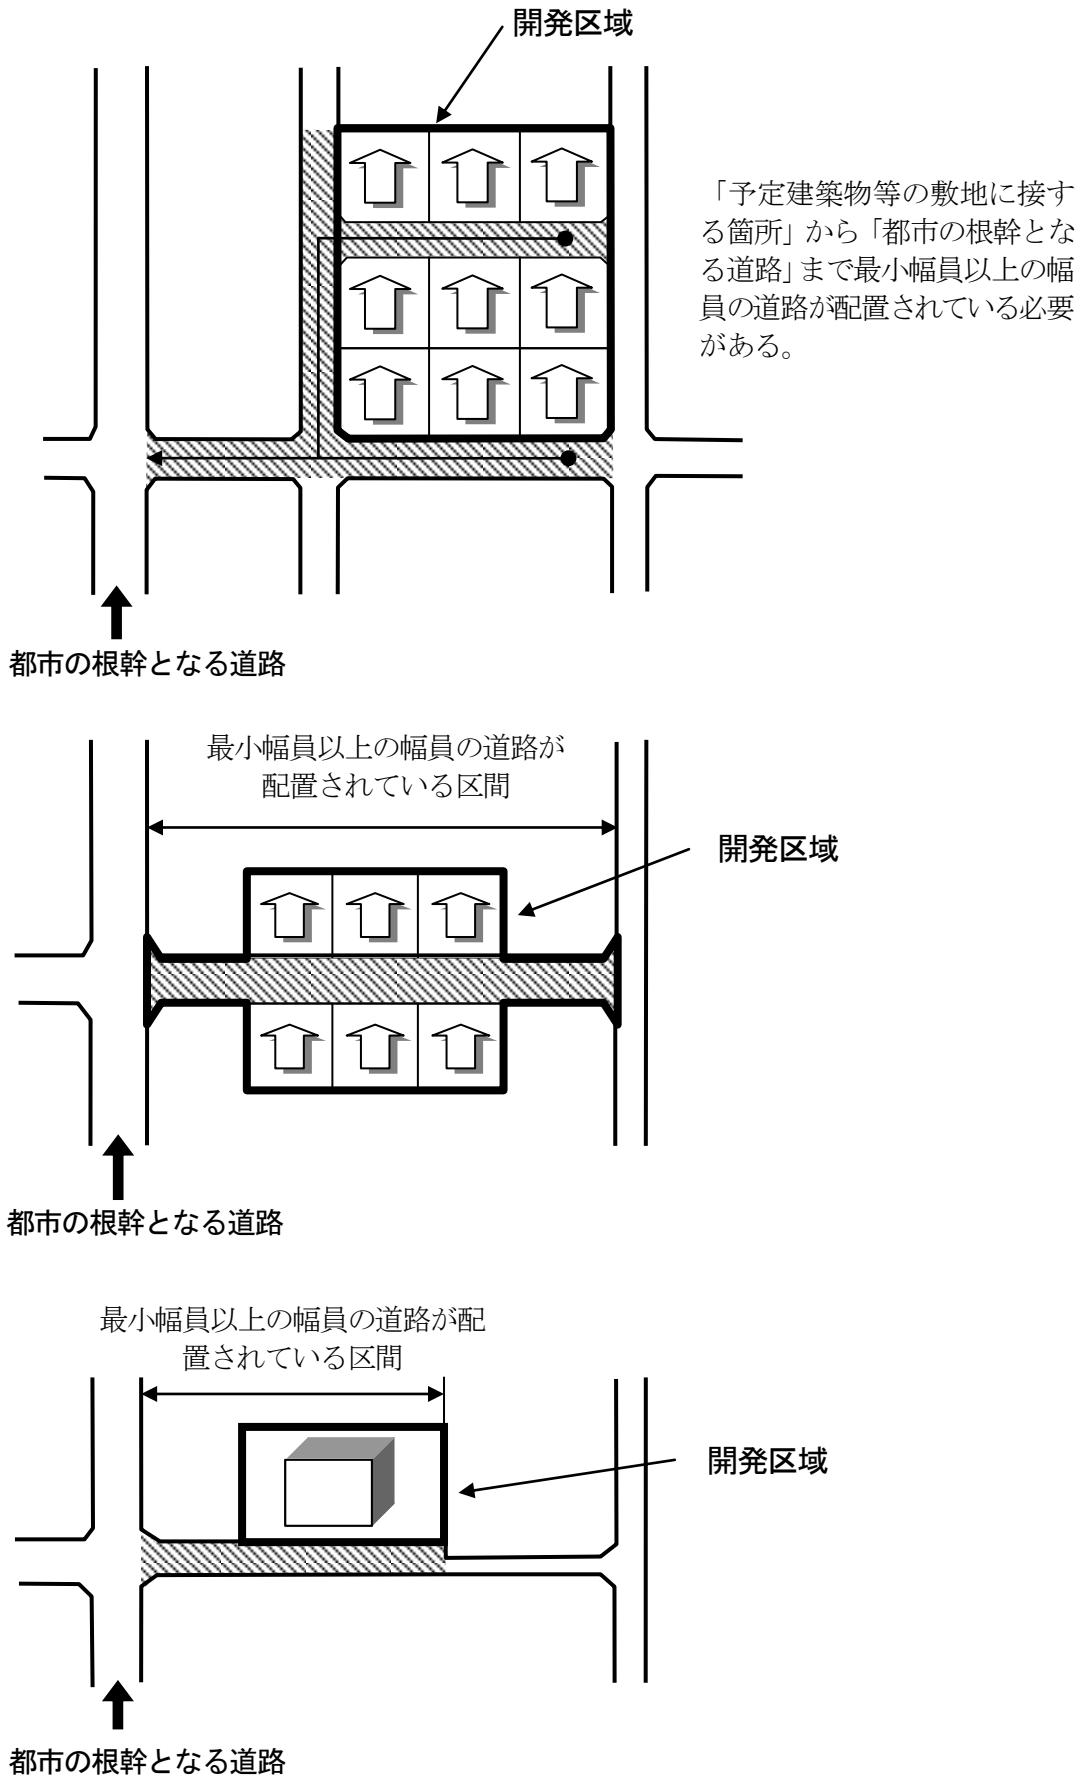 開発区域
「予定建築物等の敷地に接す
る箇所」から「都市の根幹とな
る道路」まで最小幅員以上の幅
員の道路が配置されている必要
がある。
都市の根幹となる道路
最小幅員以上の幅員の道路が
配置されている区間
開発区域
都市の根幹となる道路
最小幅員以上の幅員の道路が配
置されている区間
開発区域
都市の根幹となる道路